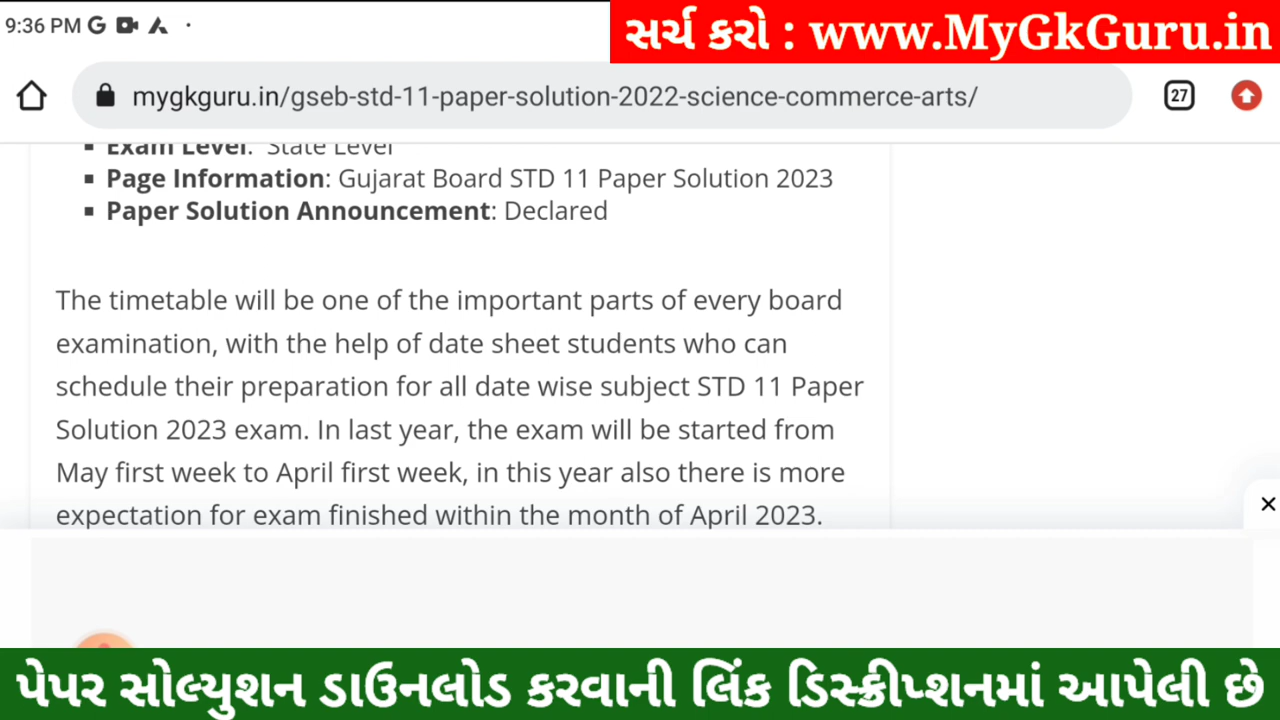 9:36 PM
સર્ચ કરો : www.MyGkGuru.in
mygkguru.in/gseb-std-11-paper-solution-2022-science-commerce-arts/
27
Exam Level: State Level
Page Information: Gujarat Board STD 11 Paper Solution 2023
Paper Solution Announcement: Declared
The timetable will be one of the important parts of every board
examination, with the help of date sheet students who can
schedule their preparation for all date wise subject STD 11 Paper
Solution 2023 exam. In last year, the exam will be started from
May first week to April first week, in this year also there is more
expectation for exam finished within the month of April 2023.
પેપર સોલ્યુશન ડાઉનલોડ કરવાની લિંક ડિસ્ક્રીપ્શનમાં આપેલી છે